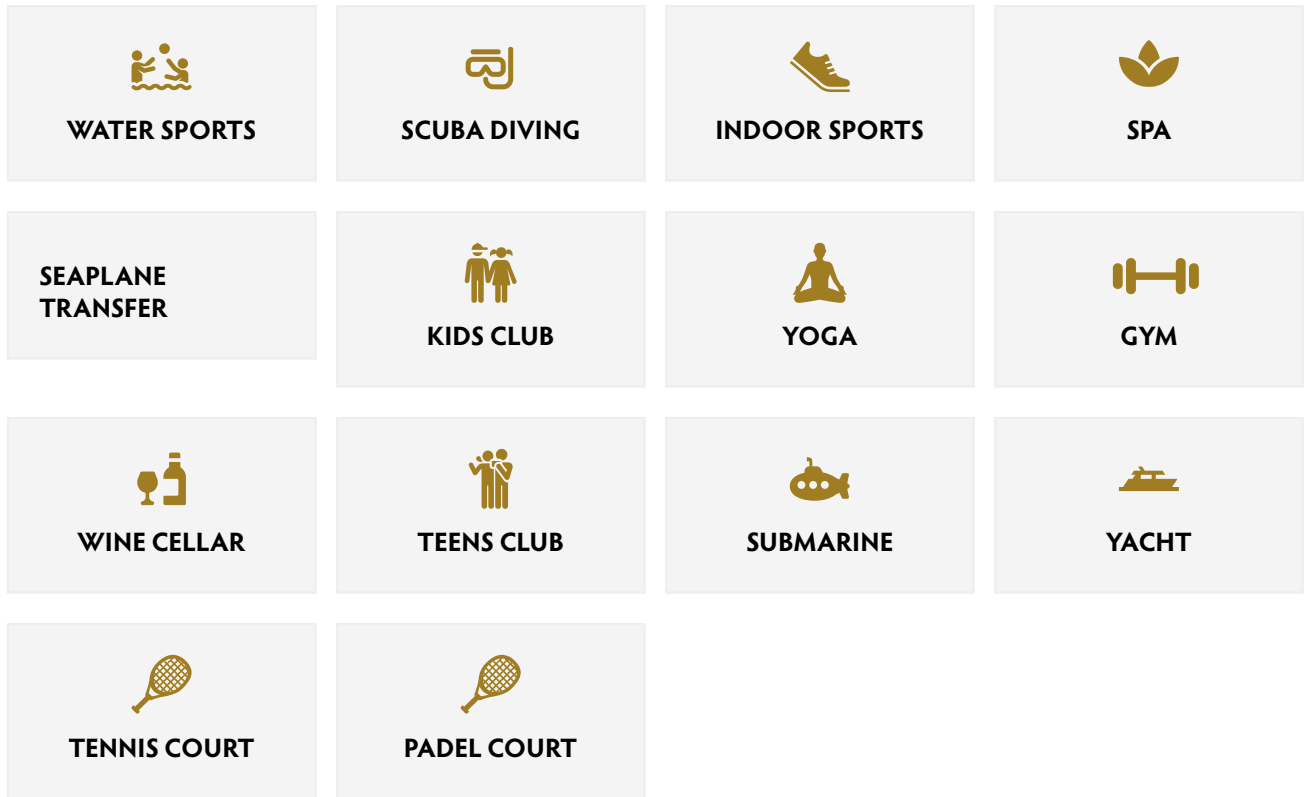 WATER SPORTS
SCUBA DIVING
INDOOR SPORTS
SPA
SEAPLANE
TRANSFER
KIDS CLUB
YOGA
GYM
WINE CELLAR
TEENS CLUB
SUBMARINE
YACHT
TENNIS COURT
PADEL COURT